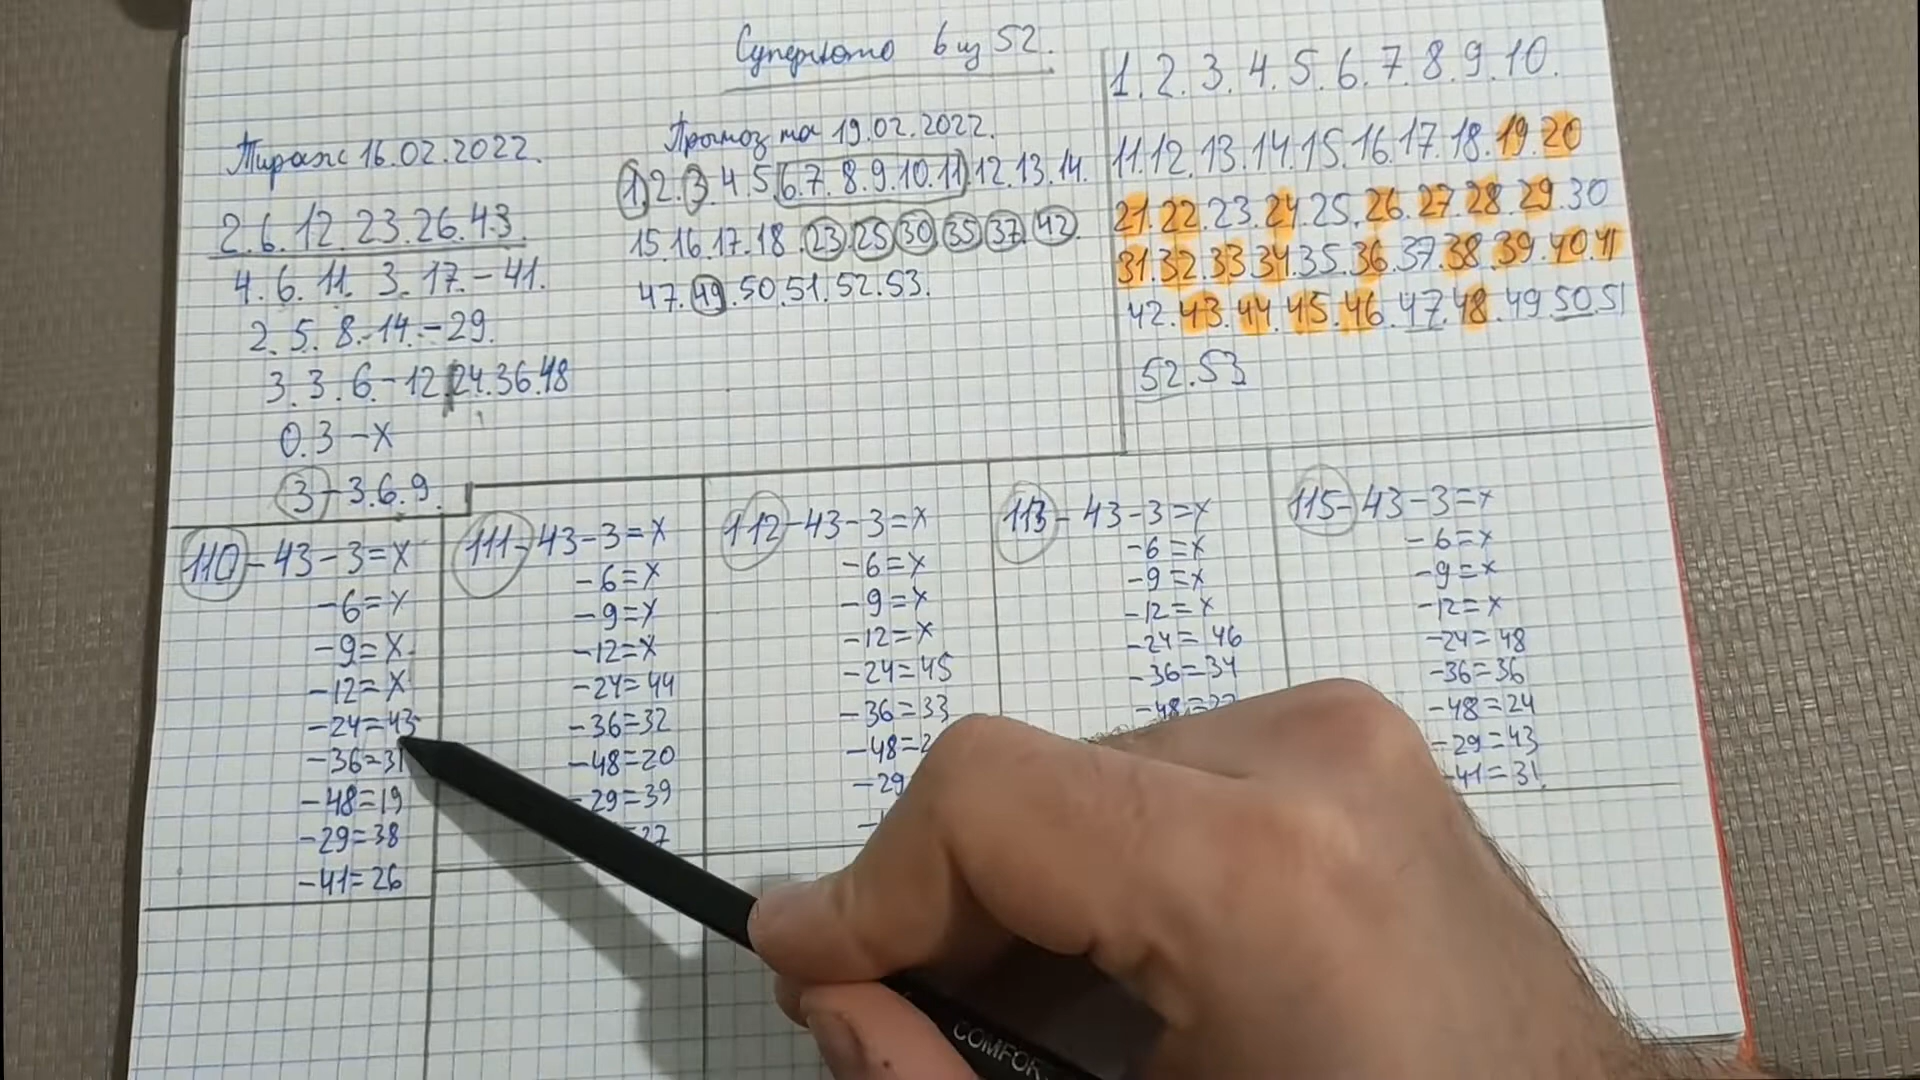 Суперлото 6 из 52.
Тираж 16.02.2022.
2.6.12.23.26.43.
4.6.11.3.17.-41.
2.5.8.-14.-29.
3.3.6-12.24.36.48
0.3-x
3-3.6.9.
Прогноз на 19.02.2022.
1.2.3.4.5.6.7.8.9.10.11.12.13.14.
15.16.17.18.23.25.30.35.37.42.
47.49.50.51.52.53.
1.2.3.4.5.6.7.8.9.10.
11.12.13.14.15.16.17.18.19.20
21.22.23.24.25.26.27.28.29.30
31.32.33.34.35.36.37.38.39.40.41
42.43.44.45.46.47.48.49.50.51
52.53
110-43-3=x
-6=x
-9=x
-12=x
-24=43
-36=31
-48=19
-29=38
-41=26
111-43-3=x
-6=x
-9=x
-12=x
-24=44
-36=32
-48=20
-29=39
=27
112-43-3=x
-6=x
-9=x
-12=x
-24=45
-36=33
-48=2
-29
113-43-3=x
-6=x
-9=x
-12=x
-24=46
-36=34
-48=22
115-43-3=x
-6=x
-9=x
-12=x
-24=48
-36=36
-48=24
-29=43
-41=31.
COMFOR